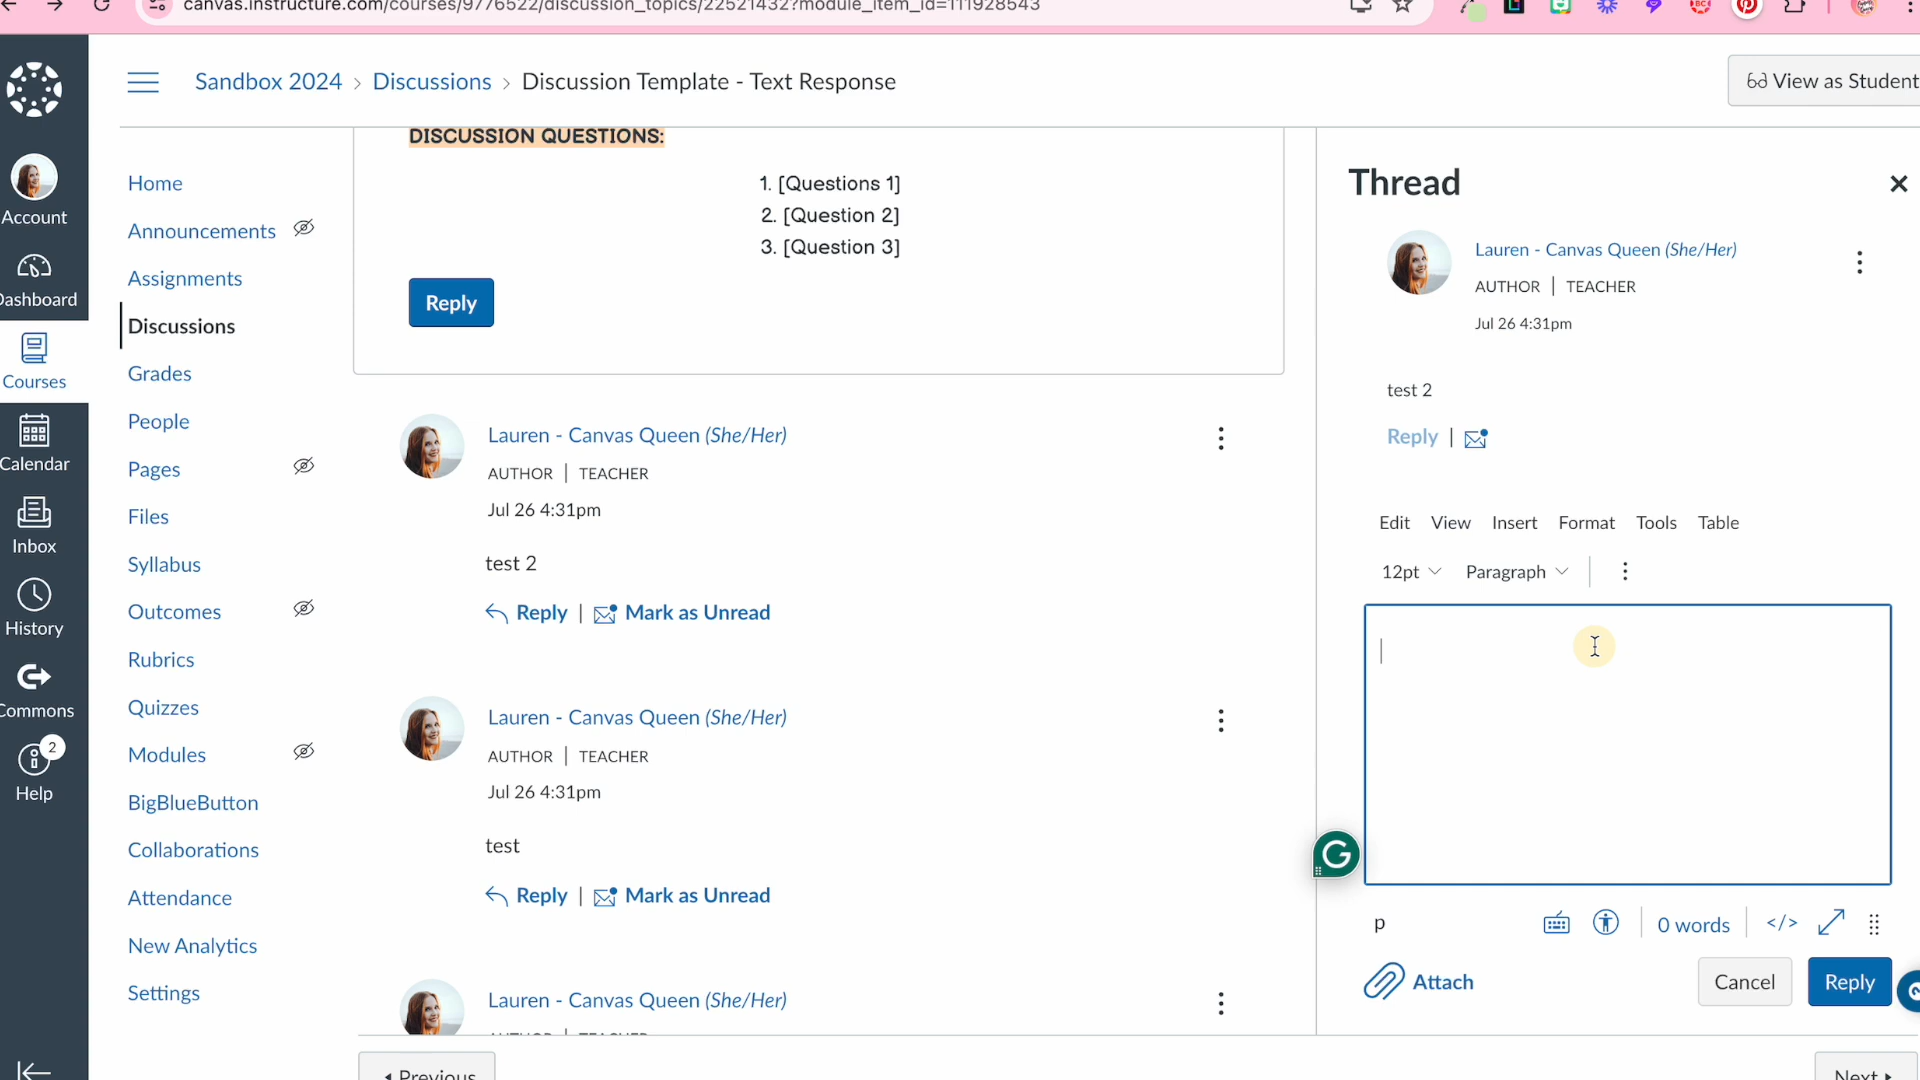 canvas.instructure.com/courses/9776522/discussion_topics/22521432?module_item_id=111928543
Sandbox 2024 › Discussions › Discussion Template - Text Response
View as Student
Account
Dashboard
Courses
Calendar
Inbox
History
Commons
2
Help
Home
Announcements
Assignments
Discussions
Grades
People
Pages
Files
Syllabus
Outcomes
Rubrics
Quizzes
Modules
BigBlueButton
Collaborations
Attendance
New Analytics
Settings
DISCUSSION QUESTIONS:
1. [Questions 1]
2. [Question 2]
3. [Question 3]
Reply
Lauren - Canvas Queen (She/Her)
AUTHOR | TEACHER
Jul 26 4:31pm
test 2
Reply | Mark as Unread
Lauren - Canvas Queen (She/Her)
AUTHOR | TEACHER
Jul 26 4:31pm
test
Reply | Mark as Unread
Lauren - Canvas Queen (She/Her)
AUTHOR | TEACHER
Previous
Next
Thread
Lauren - Canvas Queen (She/Her)
AUTHOR | TEACHER
Jul 26 4:31pm
test 2
Reply |
Edit View Insert Format Tools Table
12pt Paragraph
G
p 0 words </>
Attach Cancel Reply